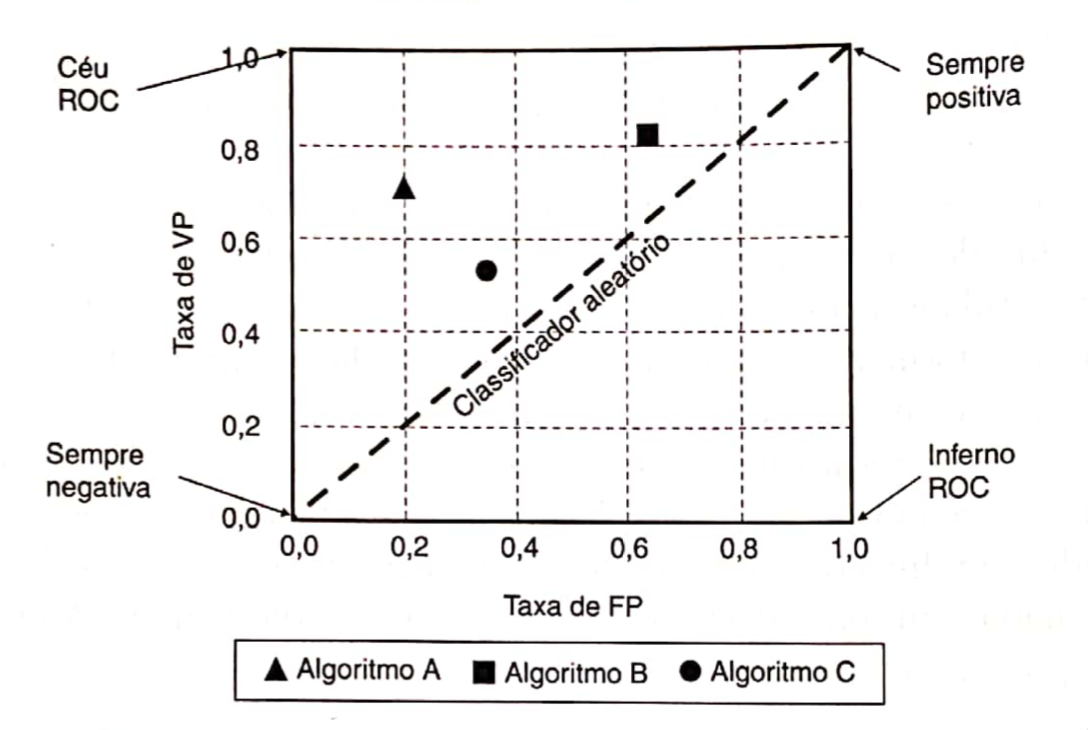 Céu
ROC
Sempre
positiva
1,0
0,8
0,6
0,4
0,2
0,0
Taxa de VP
Classificador aleatório
Sempre
negativa
Inferno
ROC
0,0 0,2 0,4 0,6 0,8 1,0
Taxa de FP
Algoritmo A Algoritmo B Algoritmo C